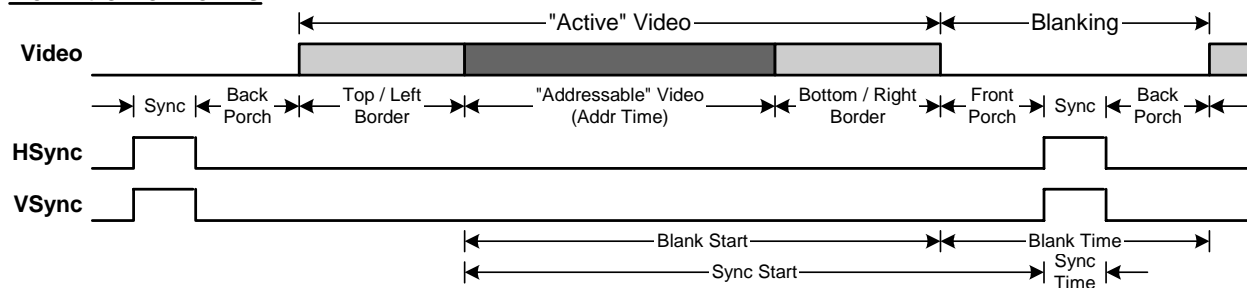 "Active" Video
Blanking
Video
Sync
Back
Porch
Top / Left
Border
"Addressable" Video
(Addr Time)
Bottom / Right
Border
Front
Porch
Sync
Back
Porch
HSync
VSync
Blank Start
Blank Time
Sync Start
Sync
Time